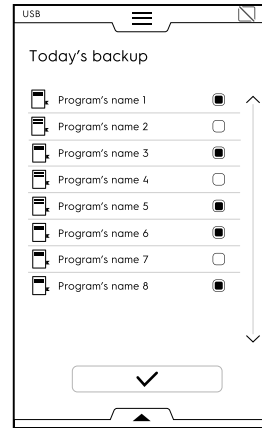 USB
Today's backup
Program's name 1
Program's name 2
Program's name 3
Program's name 4
Program's name 5
Program's name 6
Program's name 7
Program's name 8